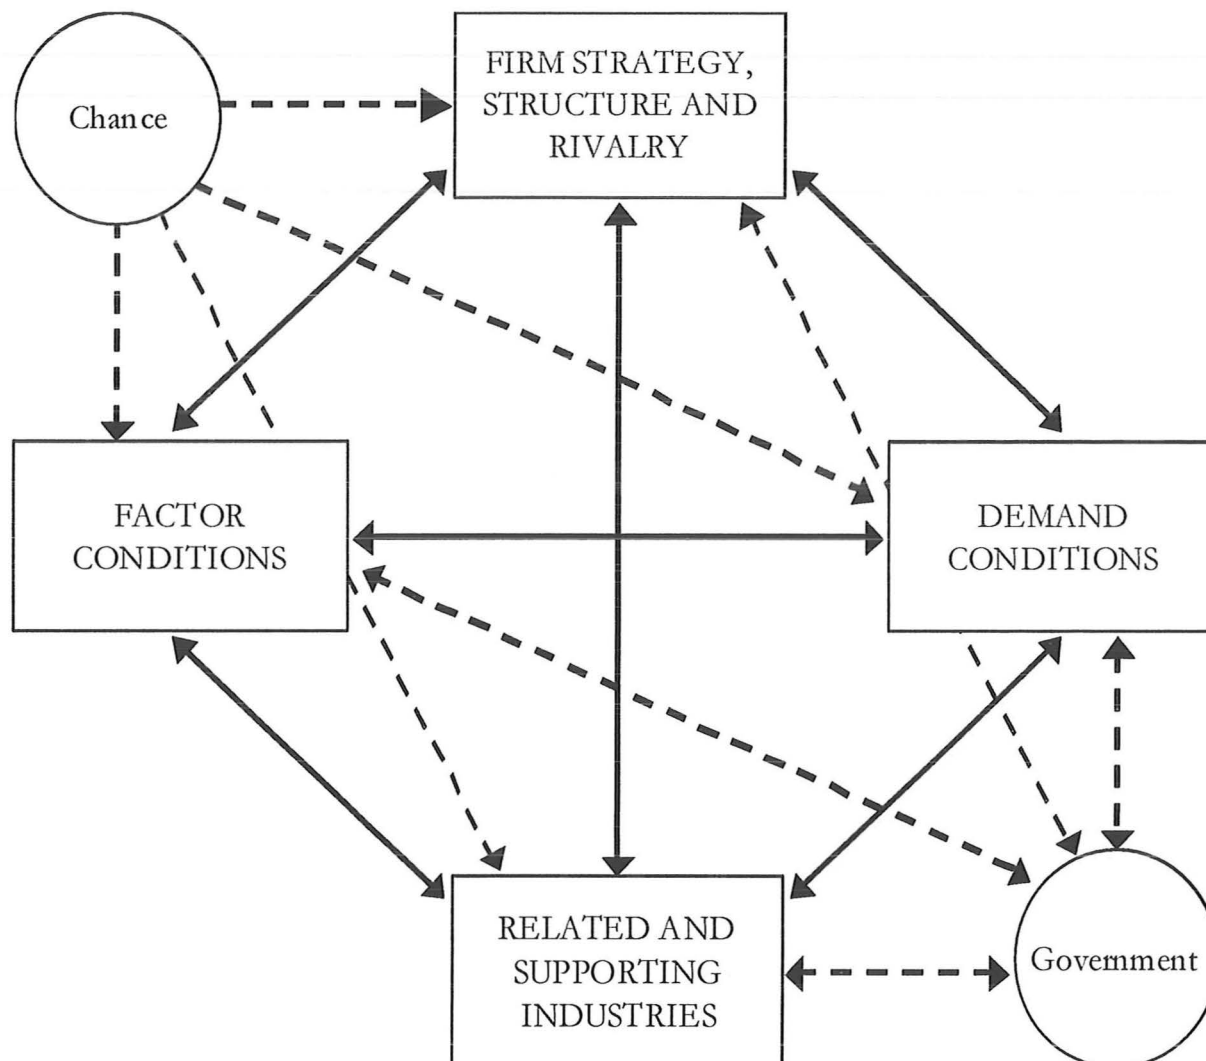 Chance
FIRM STRATEGY,
STRUCTURE AND
RIVALRY
FACTOR
CONDITIONS
DEMAND
CONDITIONS
RELATED AND
SUPPORTING
INDUSTRIES
Government